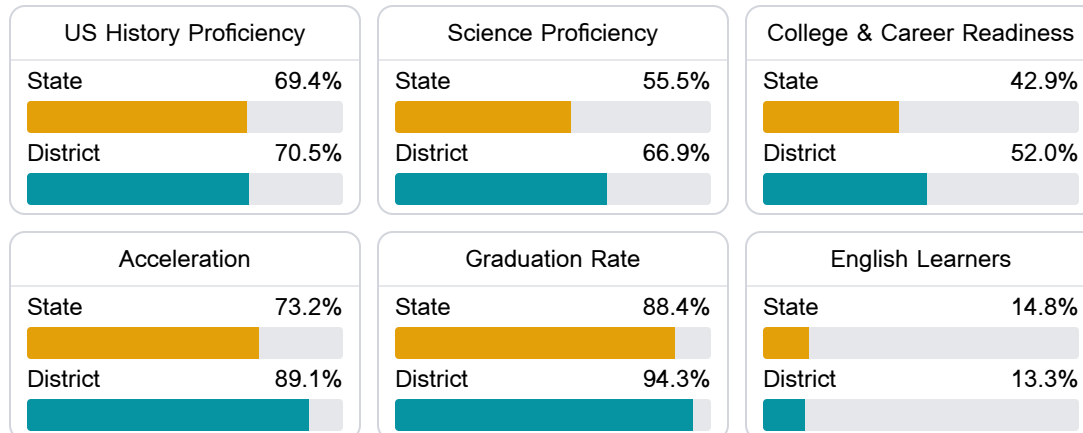 US History Proficiency
State 69.4%
District 70.5%
Science Proficiency
State 55.5%
District 66.9%
College & Career Readiness
State 42.9%
District 52.0%
Acceleration
State 73.2%
District 89.1%
Graduation Rate
State 88.4%
District 94.3%
English Learners
State 14.8%
District 13.3%